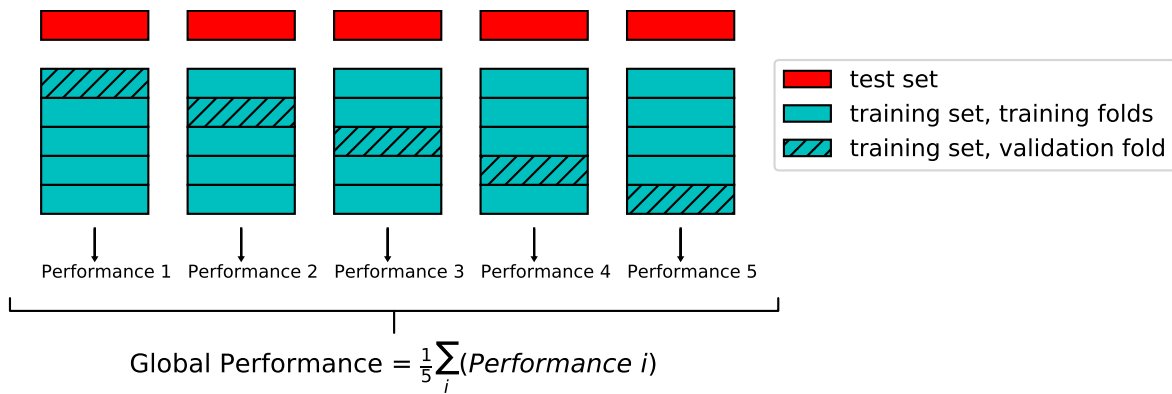 test set
training set, training folds
training set, validation fold
Performance 1 Performance 2 Performance 3 Performance 4 Performance 5
Global Performance = 1/5 ∑_i (Performance i)